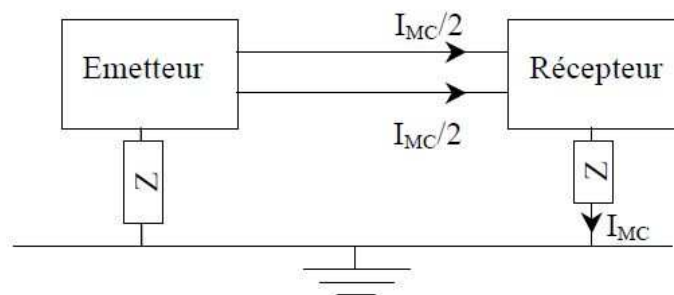 I_MC/2
Emetteur
Récepteur
I_MC/2
Z
Z
I_MC